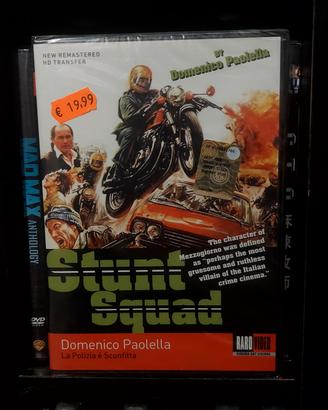 NEW REMASTERED
HD TRANSFER
BY
Domenico Paolella
€ 19,99
Stunt
Squad
The character of
Mezzogiorno was defined
as "perhaps the most
gruesome and ruthless
villain of the Italian
crime cinema."
Domenico Paolella
La Polizia è Sconfitta
RARO VIDEO
MAD MAX ANTHOLOGY
DVD